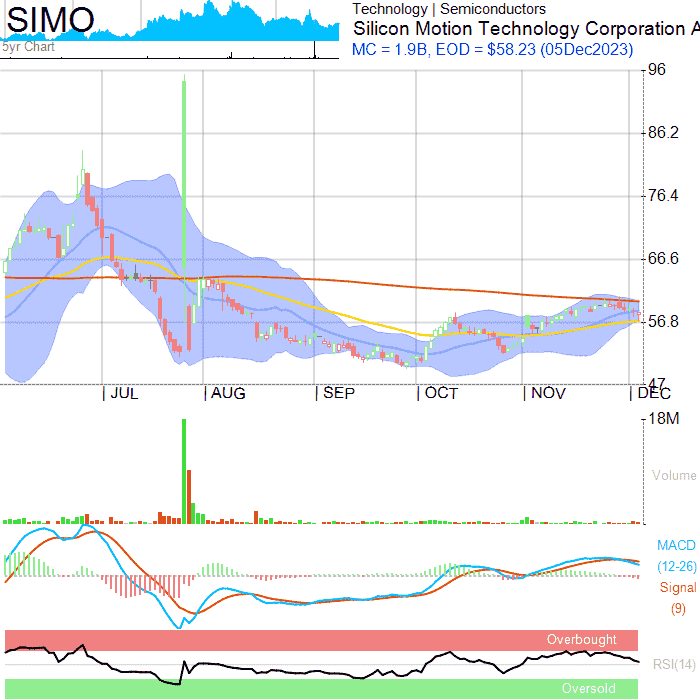 SIMO
5yr Chart
Technology | Semiconductors
Silicon Motion Technology Corporation A
MC = 1.9B, EOD = $58.23 (05Dec2023)
96
86.2
76.4
66.6
56.8
47
JUL AUG SEP OCT NOV DEC
18M
Volume
MACD
(12-26)
Signal
(9)
Overbought
RSI(14)
Oversold